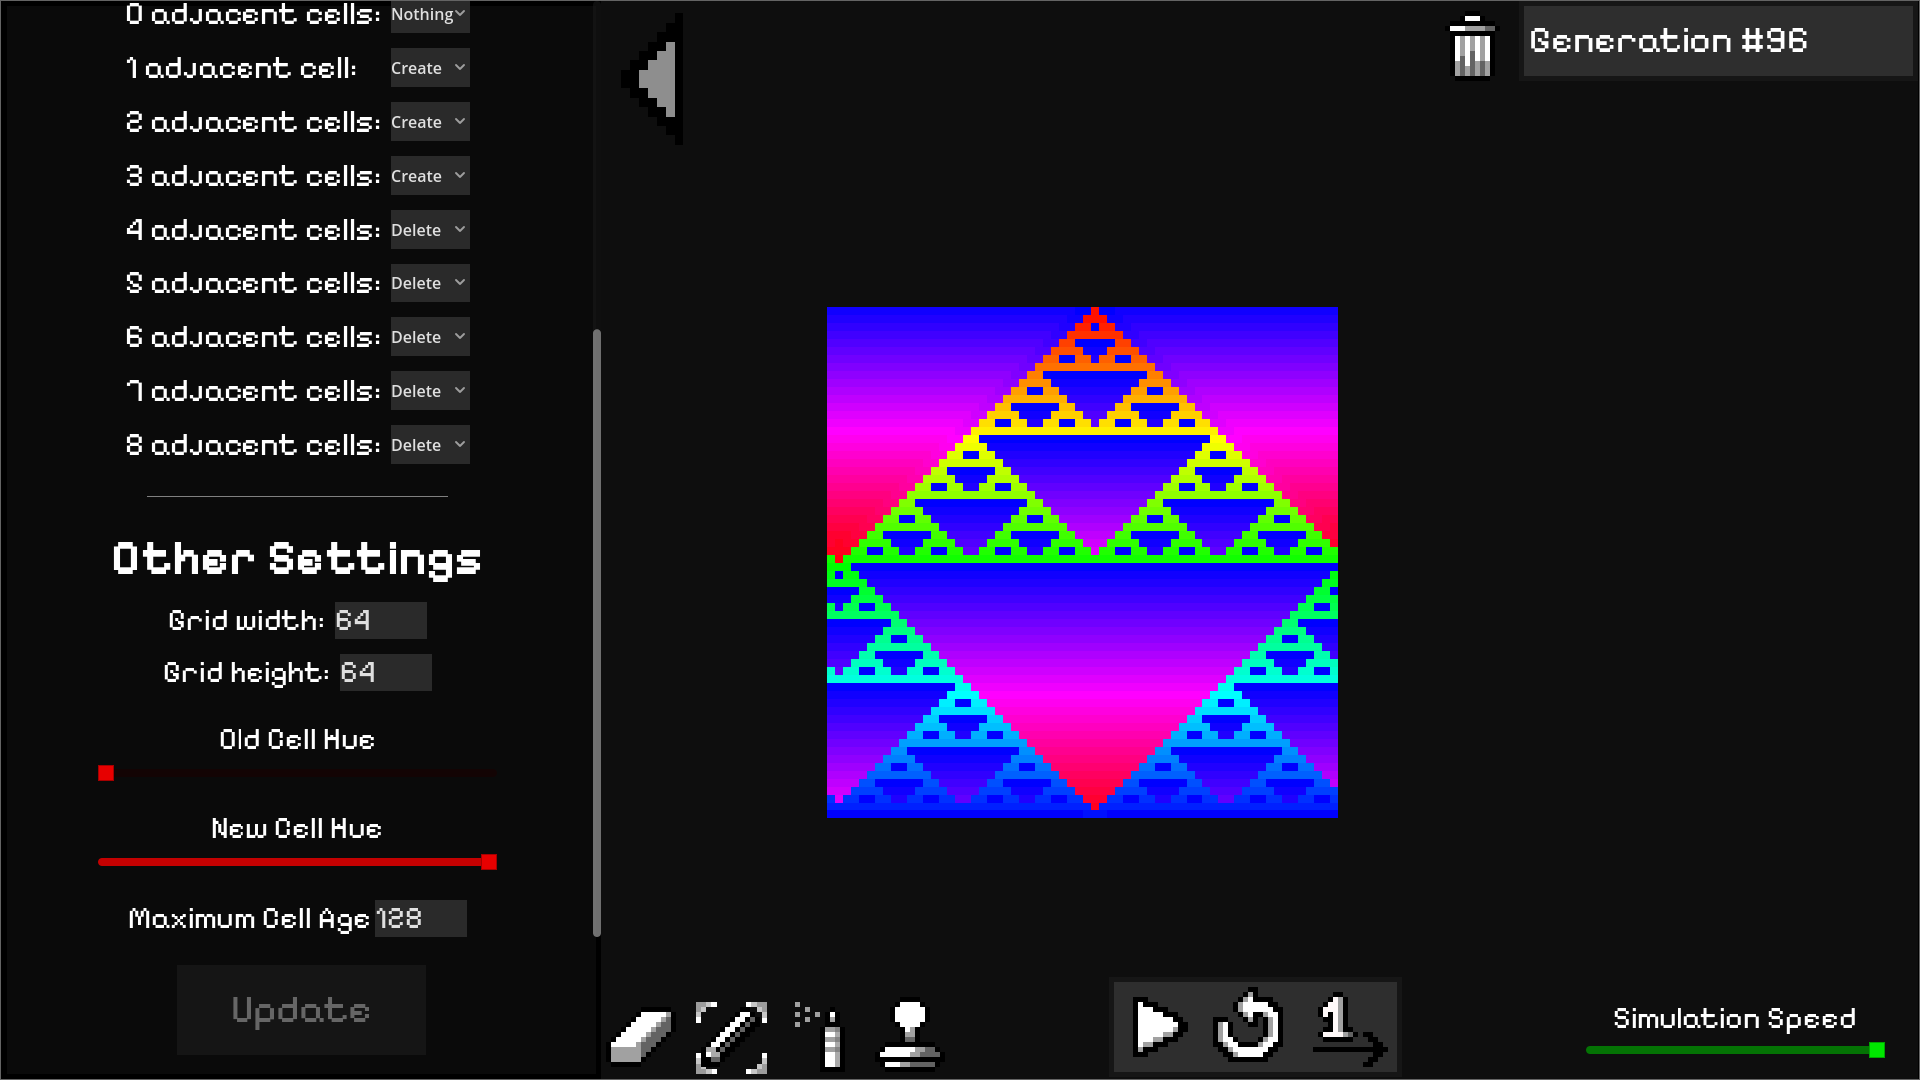 0 adjacent cells: Nothing
1 adjacent cell: Create
2 adjacent cells: Create
3 adjacent cells: Create
4 adjacent cells: Delete
5 adjacent cells: Delete
6 adjacent cells: Delete
7 adjacent cells: Delete
8 adjacent cells: Delete
Other Settings
Grid width: 64
Grid height: 64
Old Cell Hue
New Cell Hue
Maximum Cell Age 128
Update
Generation #96
1
Simulation Speed